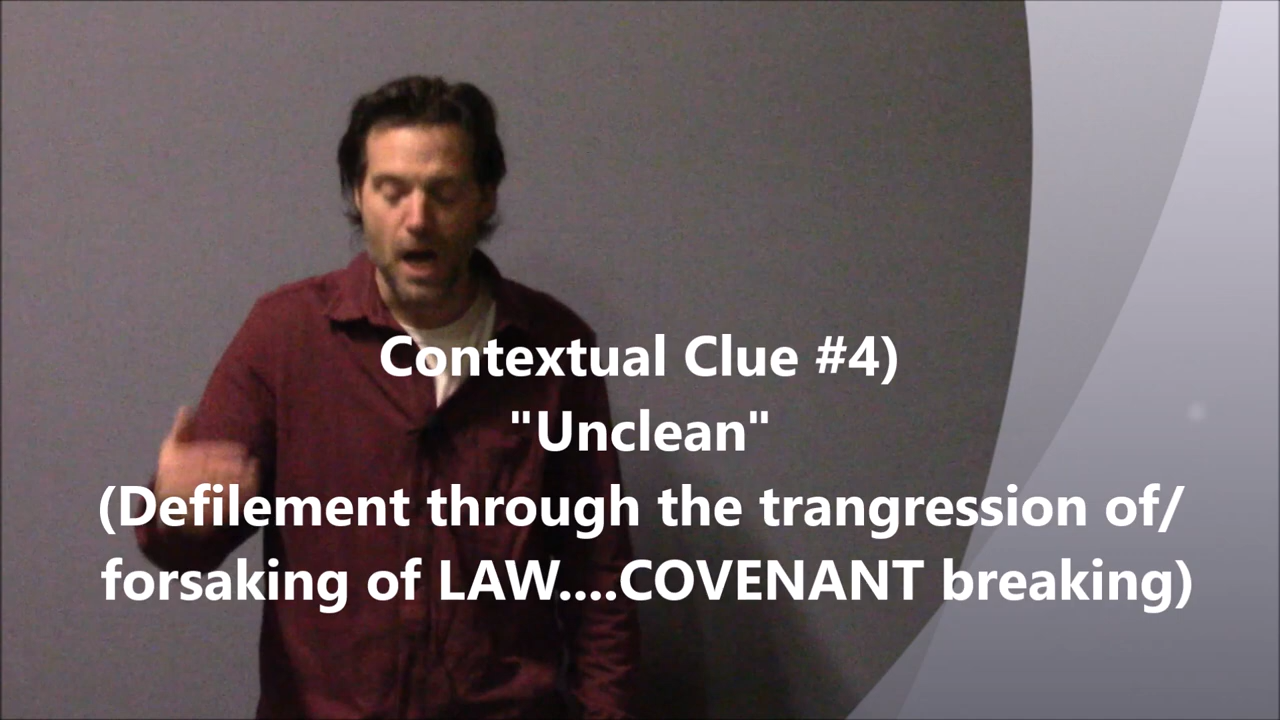 Contextual Clue #4)
"Unclean"
(Defilement through the trangression of/
forsaking of LAW....COVENANT breaking)